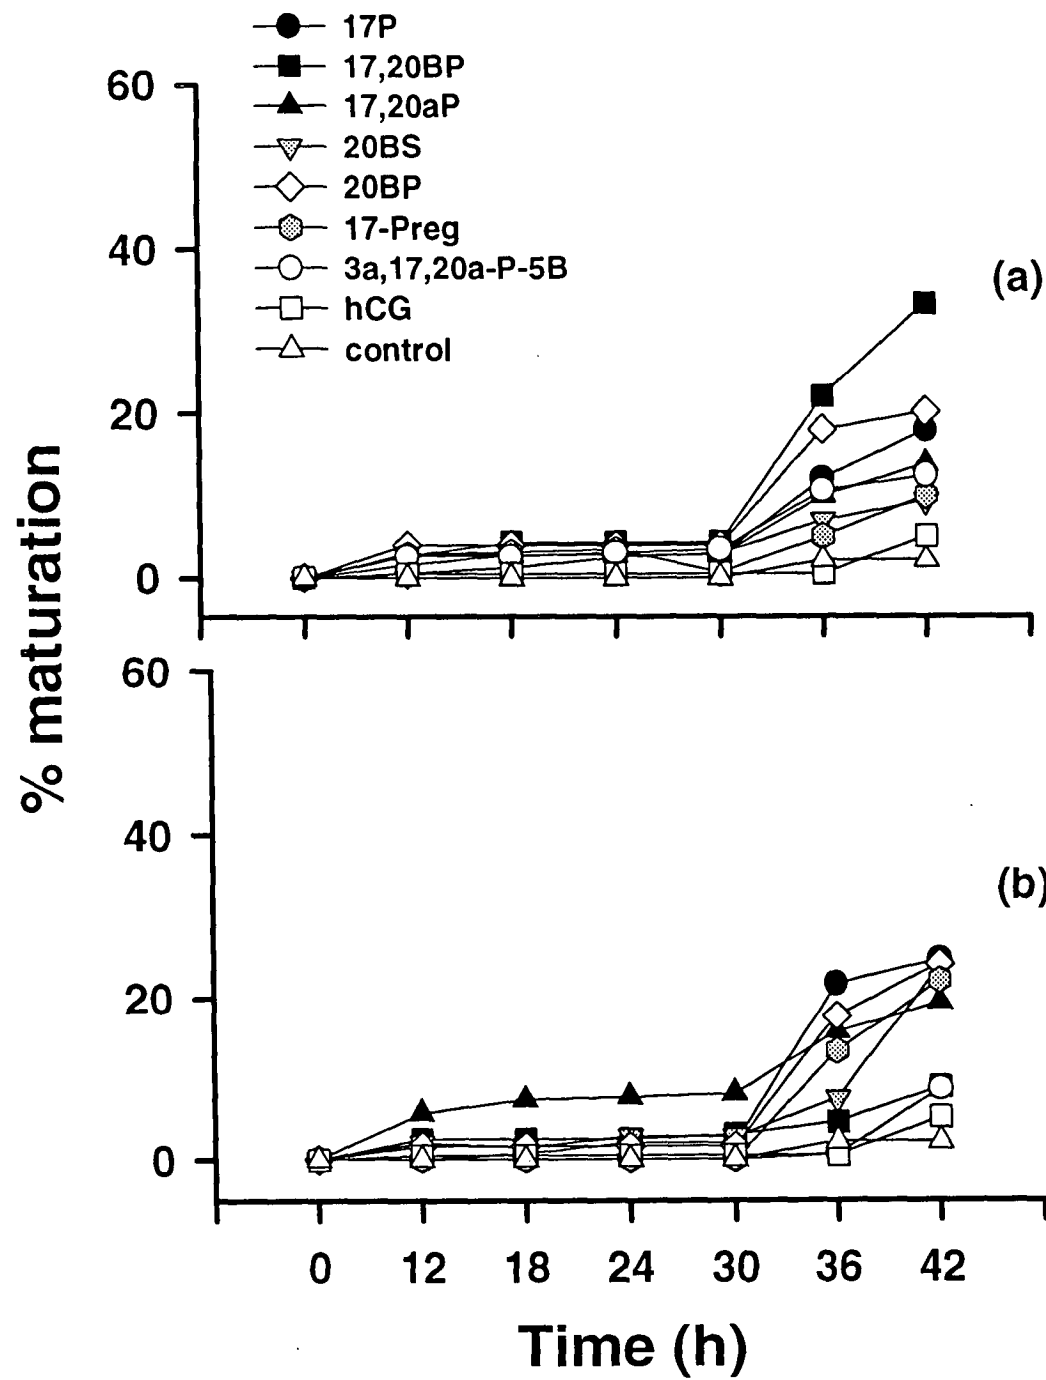 17P
17,20BP
17,20aP
20BS
20BP
17-Preg
3a,17,20a-P-5B
hCG
control
60
40
20
0
(a)
% maturation
60
40
20
0
(b)
0 12 18 24 30 36 42
Time (h)